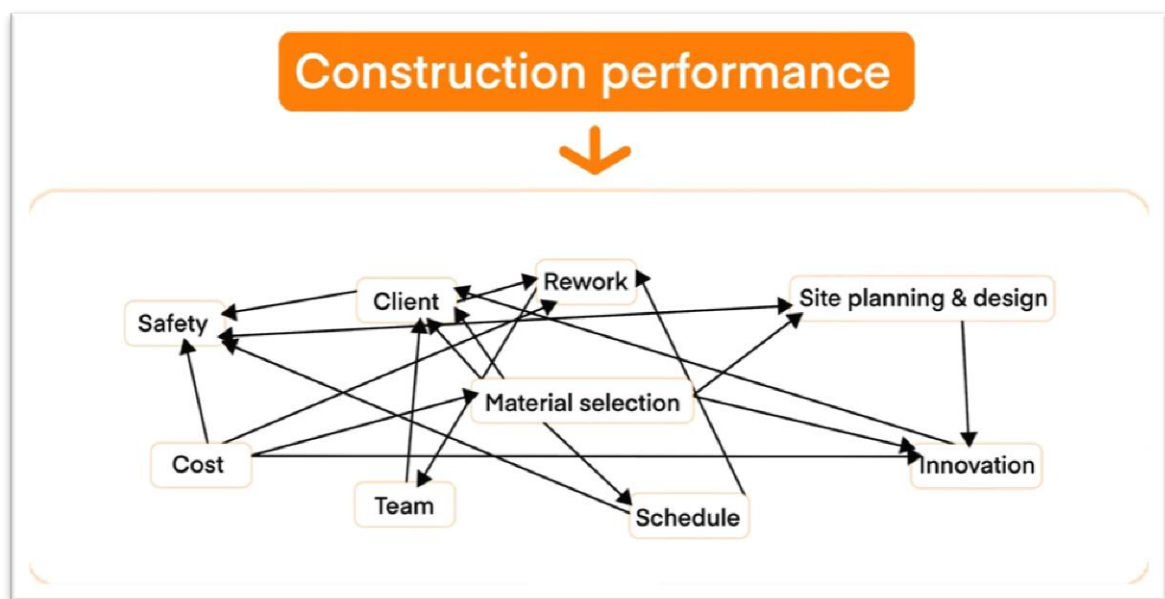 Construction performance
Rework
Client
Site planning & design
Safety
Material selection
Cost
Innovation
Team
Schedule